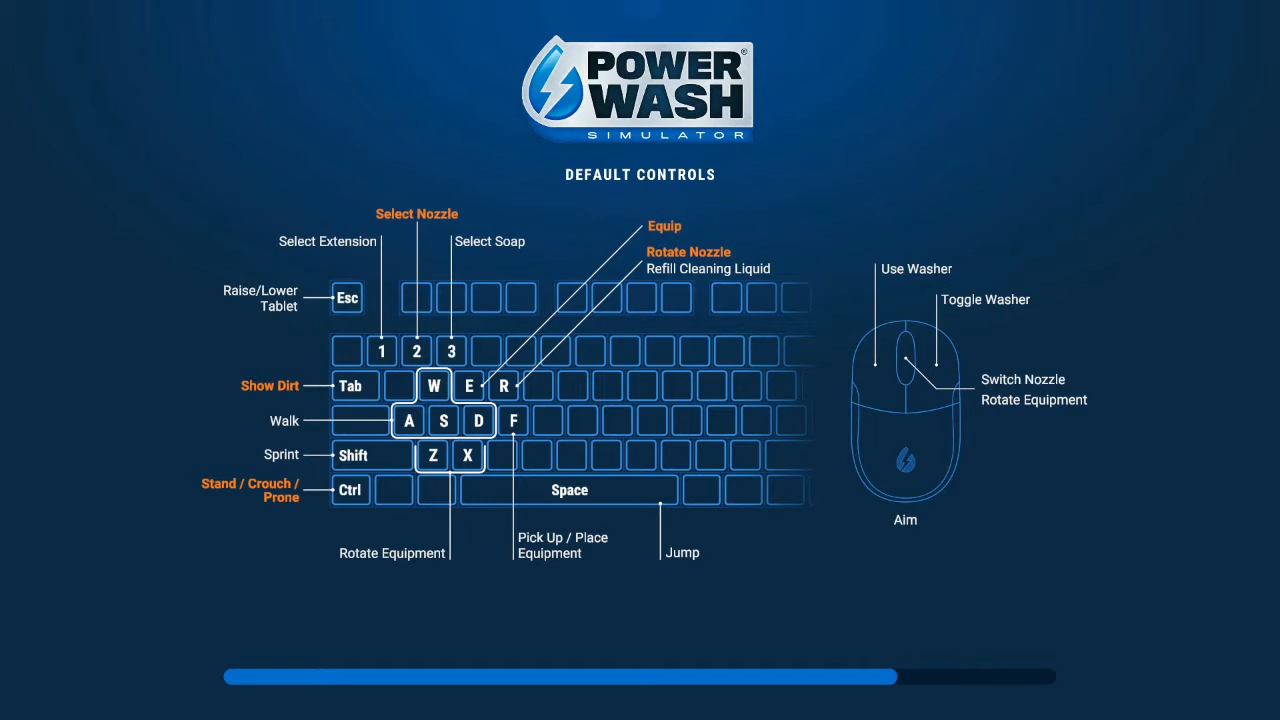 POWER®
WASH
SIMULATOR
DEFAULT CONTROLS
Select Nozzle
Select Extension
Select Soap
Equip
Rotate Nozzle
Refill Cleaning Liquid
Use Washer
Toggle Washer
Raise/Lower
Tablet
Esc
1 2 3
Show Dirt
Tab W E R
Switch Nozzle
Rotate Equipment
Walk
A S D F
Sprint
Shift Z X
Stand / Crouch /
Prone
Ctrl Space
Aim
Rotate Equipment
Pick Up / Place
Equipment
Jump